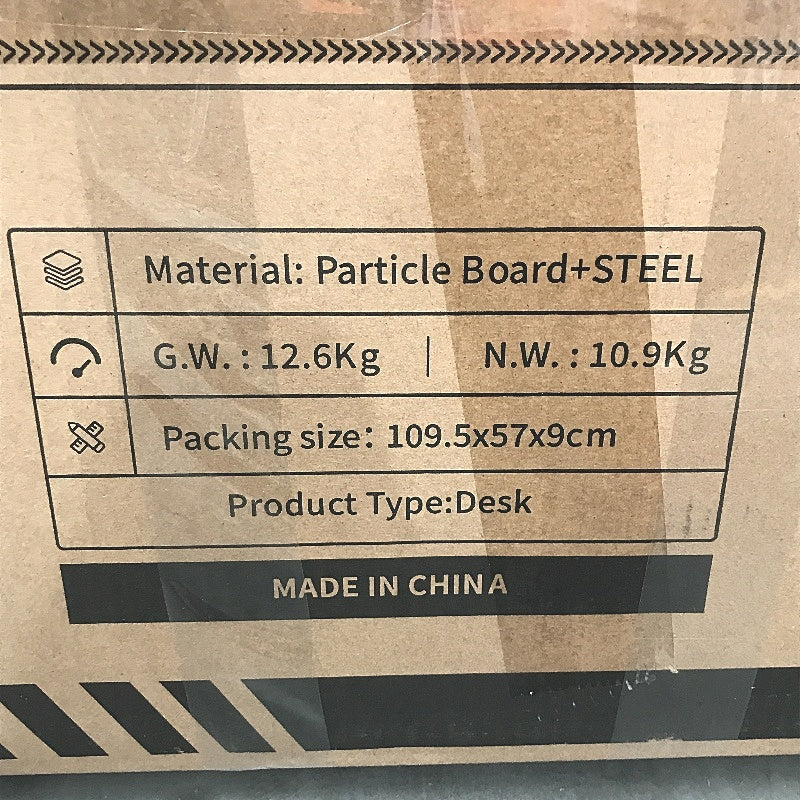 Material: Particle Board+STEEL
G.W. : 12.6Kg | N.W. : 10.9Kg
Packing size: 109.5x57x9cm
Product Type:Desk
MADE IN CHINA